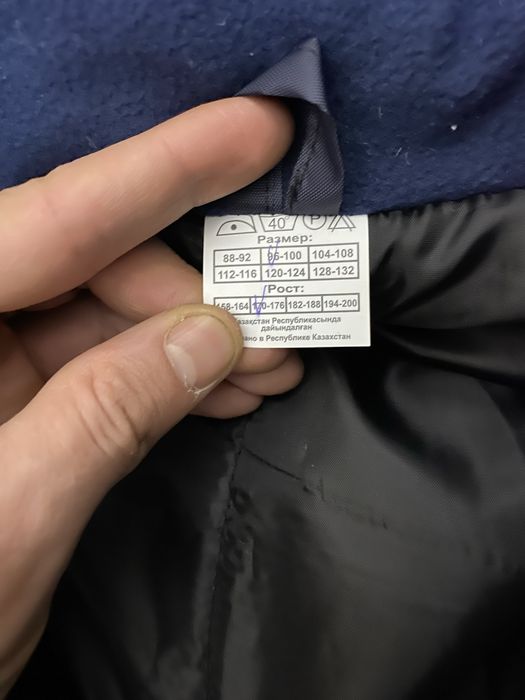 40 P
Размер:
88-92 96-100 104-108
112-116 120-124 128-132
Рост:
158-164 170-176 182-188 194-200
Қазақстан Республикасында
дайындалған
в Республике Казахстан